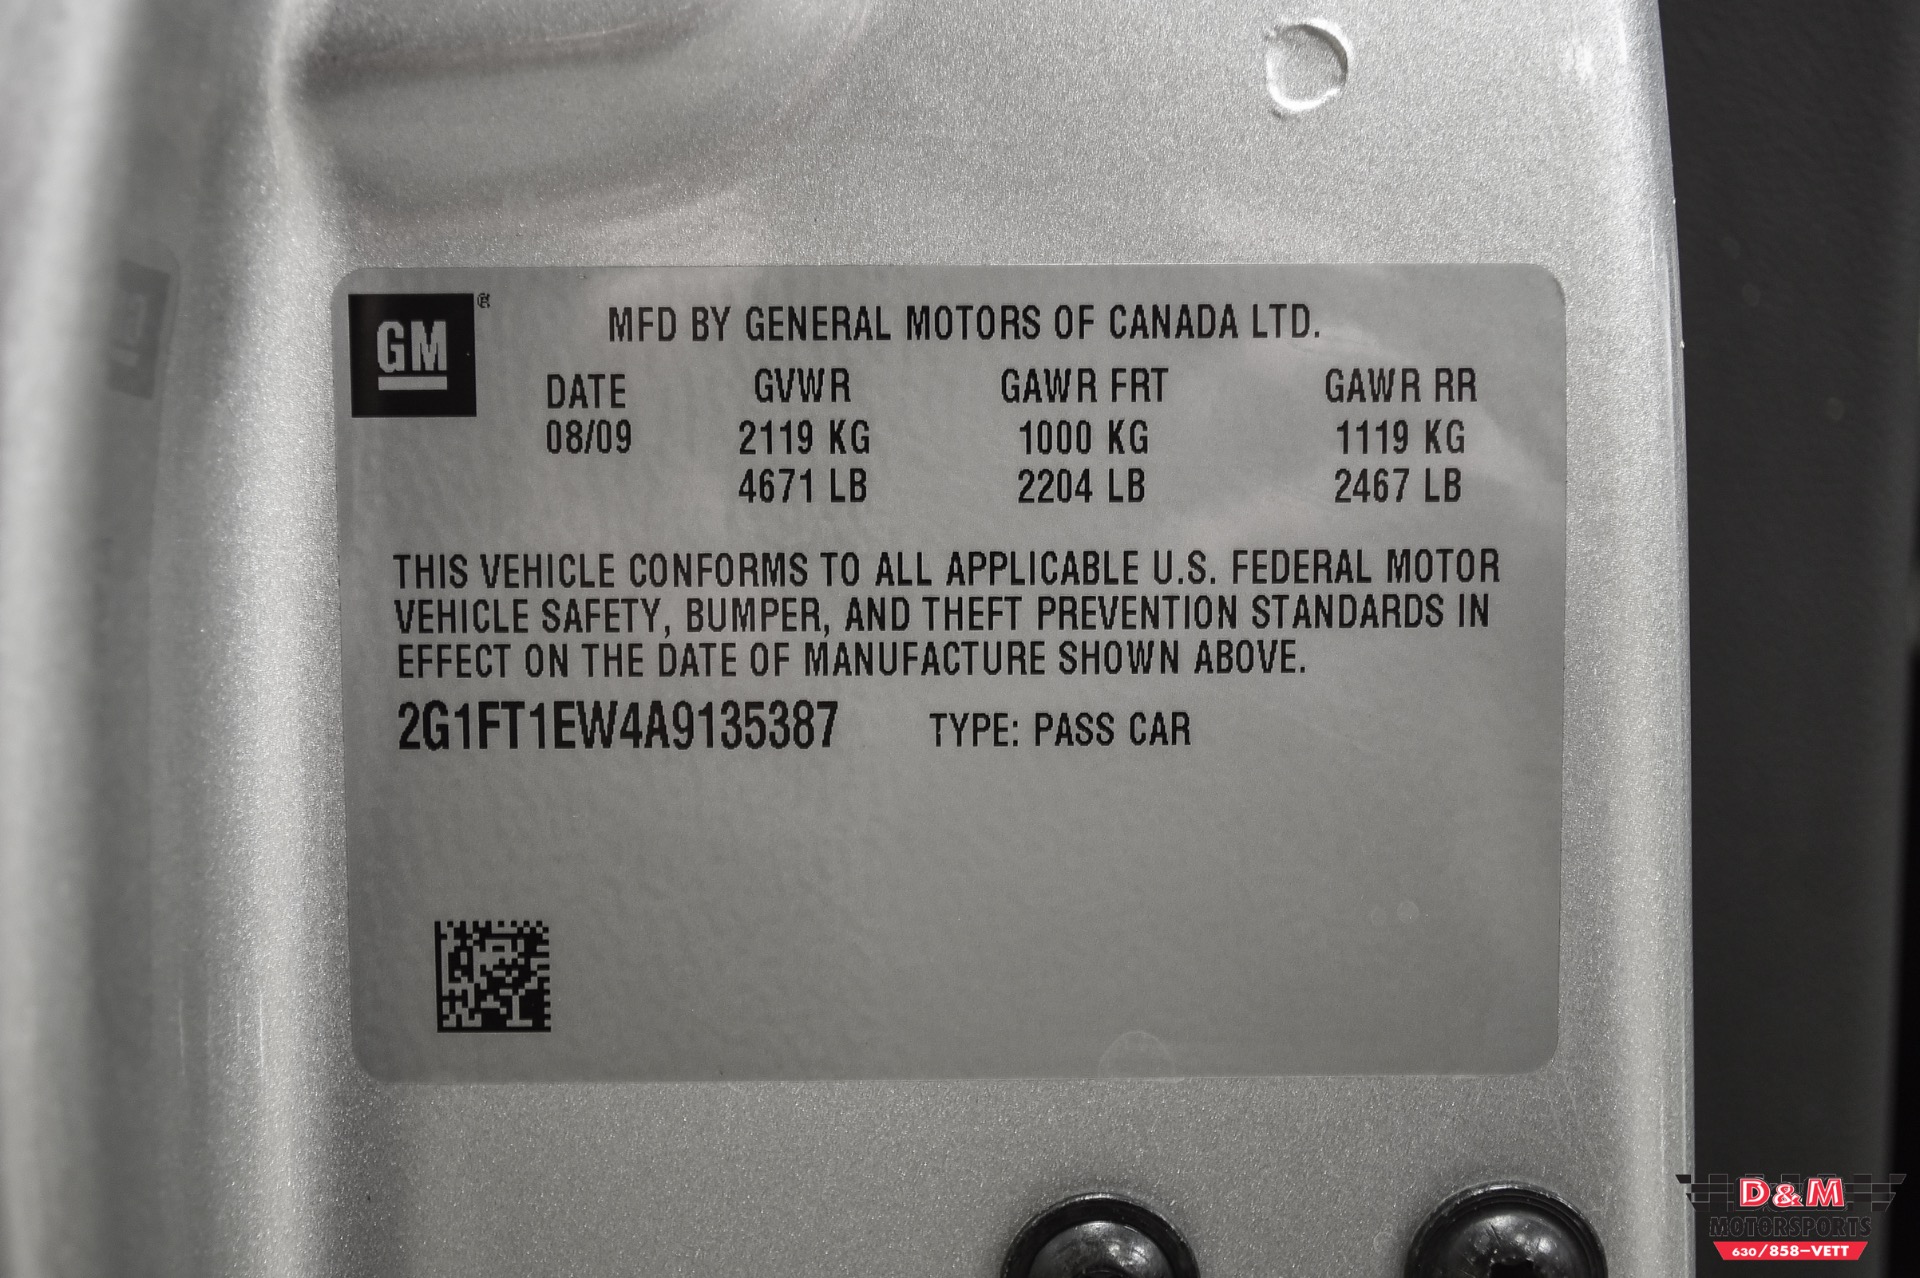 GM®
MFD BY GENERAL MOTORS OF CANADA LTD.
DATE GVWR GAWR FRT GAWR RR
08/09 2119 KG 1000 KG 1119 KG
4671 LB 2204 LB 2467 LB
THIS VEHICLE CONFORMS TO ALL APPLICABLE U.S. FEDERAL MOTOR
VEHICLE SAFETY, BUMPER, AND THEFT PREVENTION STANDARDS IN
EFFECT ON THE DATE OF MANUFACTURE SHOWN ABOVE.
2G1FT1EW4A9135387 TYPE: PASS CAR
D&M
MOTORSPORTS
630/858-VETT